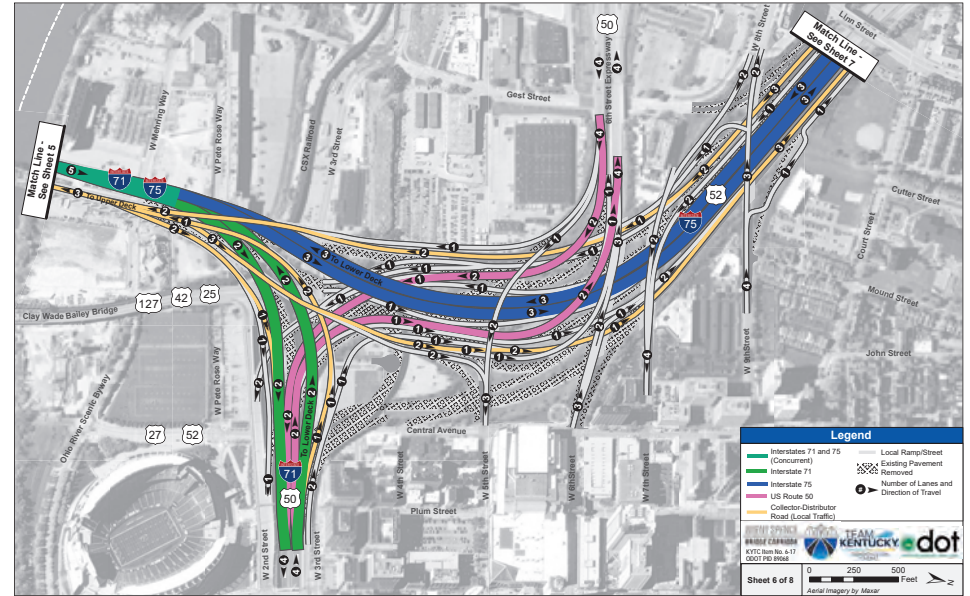 50
Linn Street
W 8th Street
Match Line -
See Sheet 7
6th Street Expressway
Gest Street
W Mehring Way
W Pete Rose Way
CSX Railroad
W 3rd Street
Match Line -
See Sheet 5
5
71
75
3
To Upper Deck
52
75
Cutter Street
Court Street
To Lower Deck
127
42
25
Clay Wade Bailey Bridge
Mound Street
W 9th Street
John Street
Ohio River Scenic Byway
W Pete Rose Way
To Lower Deck
27
52
Central Avenue
71
50
W 4th Street
W 5th Street
W 6th Street
W 7th Street
Plum Street
W 2nd Street
W 3rd Street
Legend
Interstates 71 and 75
(Concurrent)
Interstate 71
Interstate 75
US Route 50
Collector-Distributor
Road (Local Traffic)
Local Ramp/Street
Existing Pavement
Removed
# Number of Lanes and
Direction of Travel
BRENT SPENCE
BRIDGE CORRIDOR
KYTC Item No. 6-17
ODOT PID 89068
TEAM
KENTUCKY
dot
Sheet 6 of 8
0 250 500
Feet
N
Aerial Imagery by Maxar